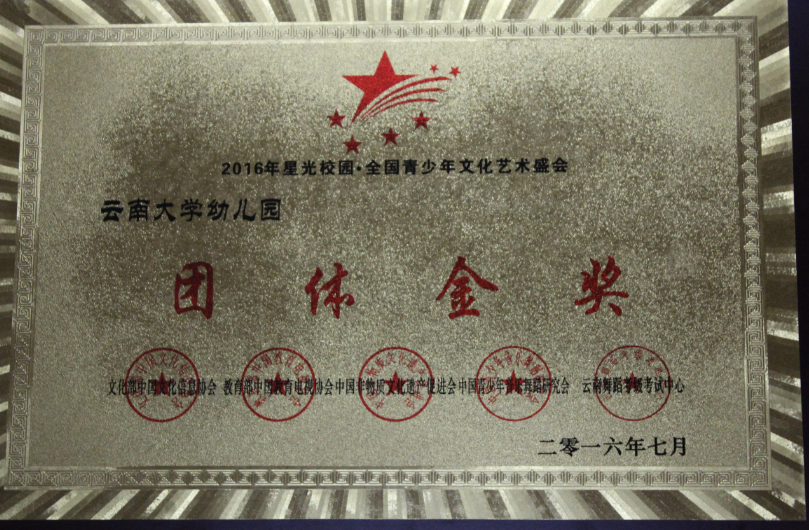 2016年星光校园·全国青少年文化艺术盛会
云南大学幼儿园
团体金奖
文化部中国文化信息协会 教育部中国教育电视协会 中国非物质文化遗产促进会 中国青少年音乐舞蹈研究会 云南舞蹈考级考试中心
二零一六年七月